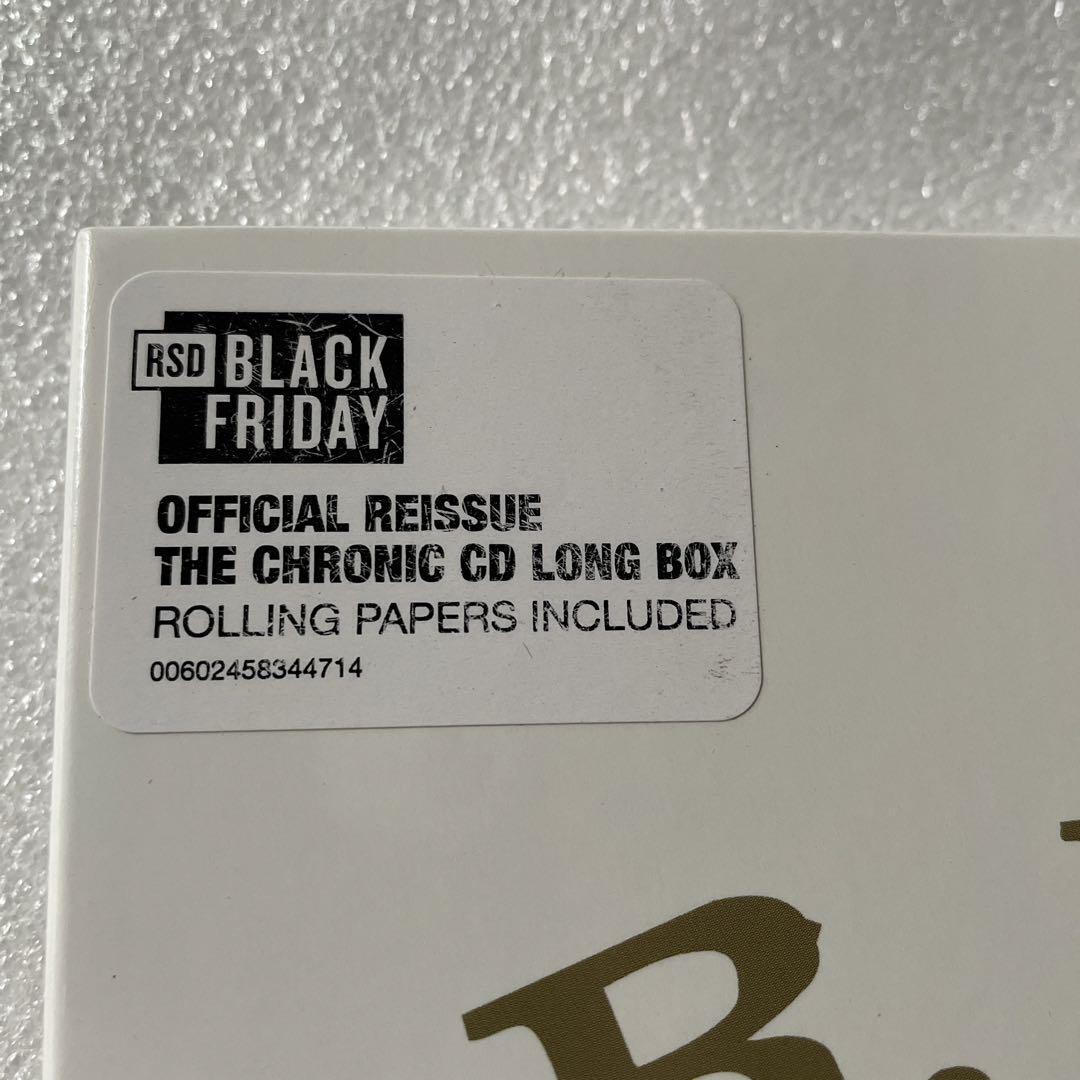 RSD BLACK
FRIDAY
OFFICIAL REISSUE
THE CHRONIC CD LONG BOX
ROLLING PAPERS INCLUDED
00602458344714
R